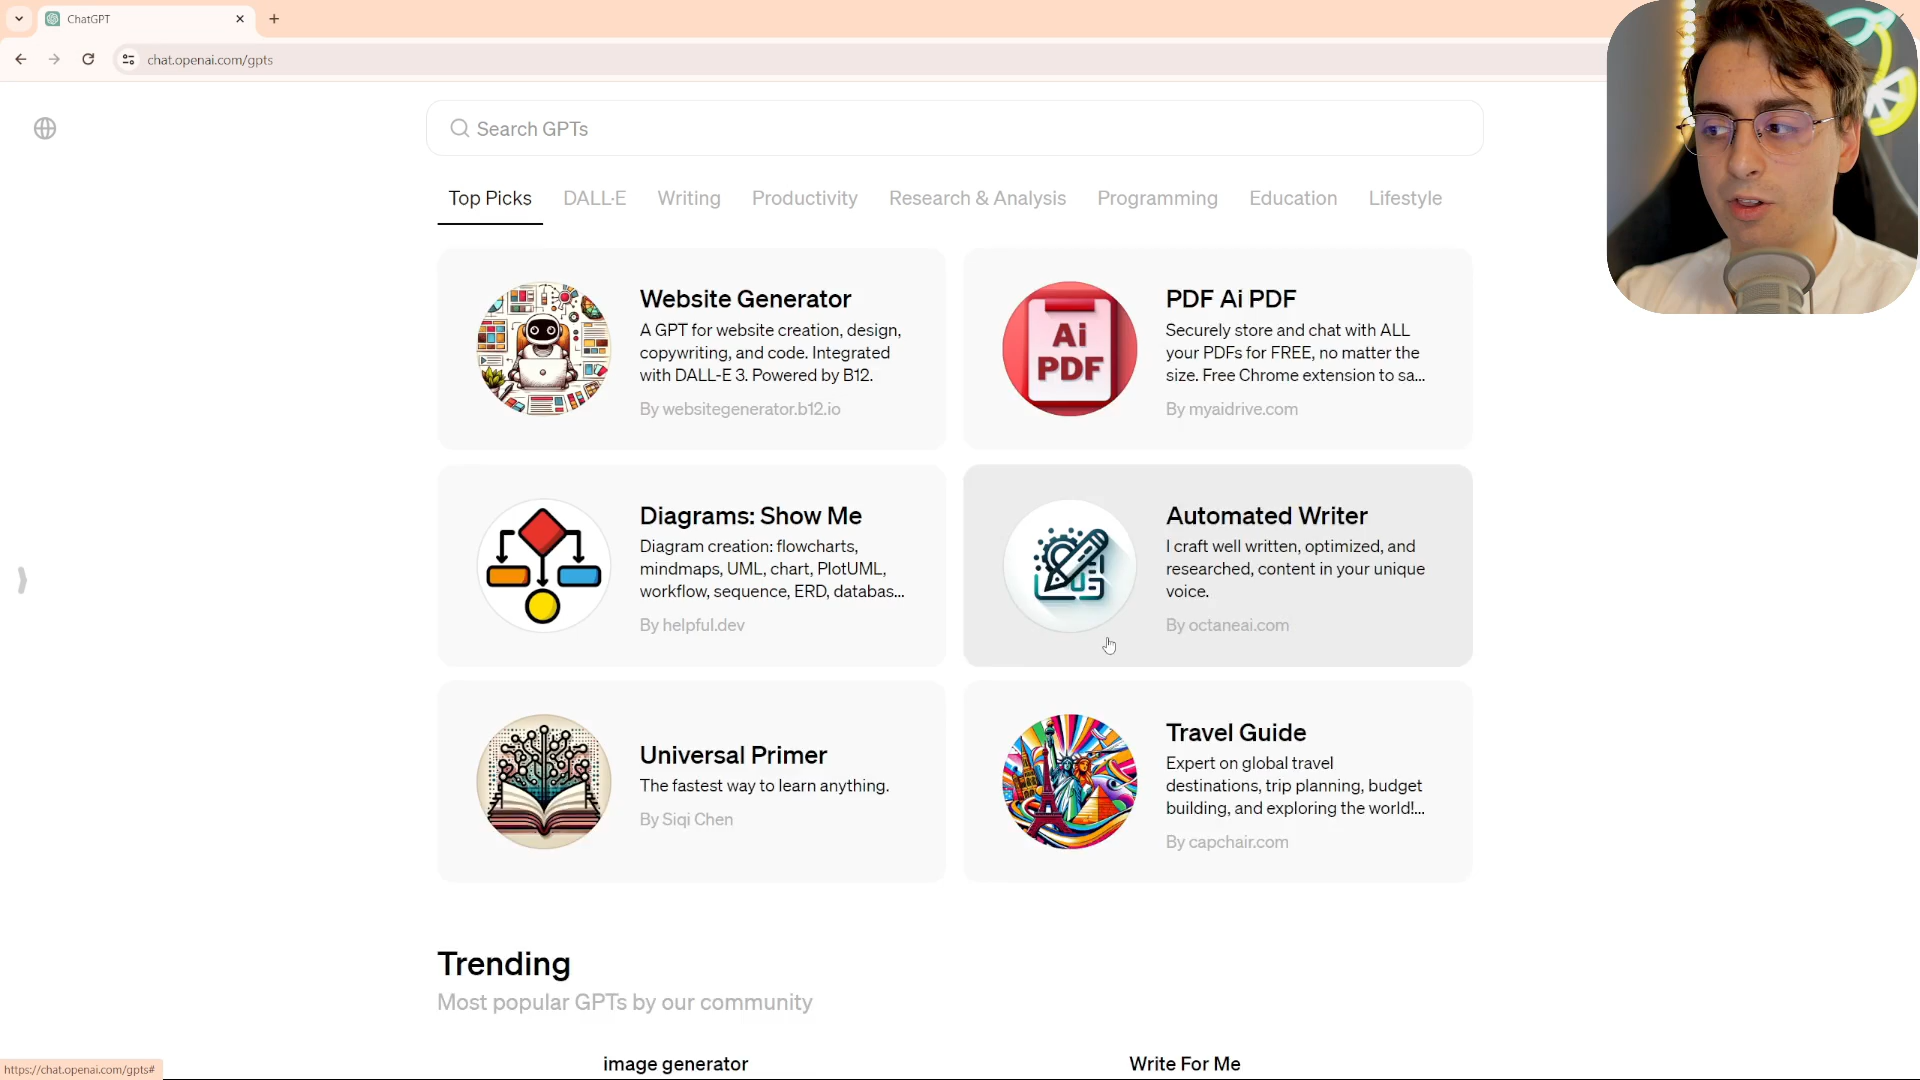 ChatGPT
chat.openai.com/gpts
Search GPTs
Top Picks
DALL·E
Writing
Productivity
Research & Analysis
Programming
Education
Lifestyle
Website Generator
A GPT for website creation, design,
copywriting, and code. Integrated
with DALL-E 3. Powered by B12.
By websitegenerator.b12.io
Ai
PDF
PDF Ai PDF
Securely store and chat with ALL
your PDFs for FREE, no matter the
size. Free Chrome extension to sa...
By myaidrive.com
Diagrams: Show Me
Diagram creation: flowcharts,
mindmaps, UML, chart, PlotUML,
workflow, sequence, ERD, databas...
By helpful.dev
Automated Writer
I craft well written, optimized, and
researched, content in your unique
voice.
By octaneai.com
Universal Primer
The fastest way to learn anything.
By Siqi Chen
Travel Guide
Expert on global travel
destinations, trip planning, budget
building, and exploring the world!...
By capchair.com
Trending
Most popular GPTs by our community
image generator
Write For Me
https://chat.openai.com/gpts#